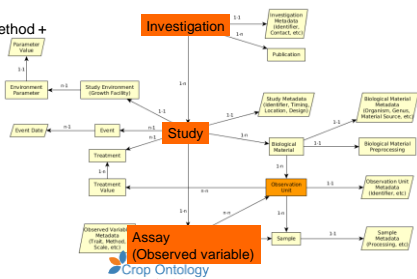 ethod +
Investigation
1-1
Investigation
Metadata
(Identifier,
Contact, etc)
1-n
Publication
Parameter
Value
1-1
Environment
Parameter
n-1
Study Environment
(Growth Facility)
1-1
1-n
Study Metadata
(Identifier, Timing,
Location, Design)
1-1
Biological Material
Metadata
(Organism, Genus,
Material Source, etc)
1-1
Event Date
n-1
Event
n-1
Study
1-n
Biological
Material
1-1
Biological Material
Preprocessing
Treatment
1-n
1-n
Treatment
Value
n-n
Observation
Unit
1-1
Observation Unit
Metadata
(Identifier, etc)
1-n
n-n
1-n
Observed Variable
Metadata
(Trait, Method,
Scale, etc)
Assay
(Observed variable)
n-n
Sample
1-1
Sample
Metadata
(Processing, etc)
Crop Ontology